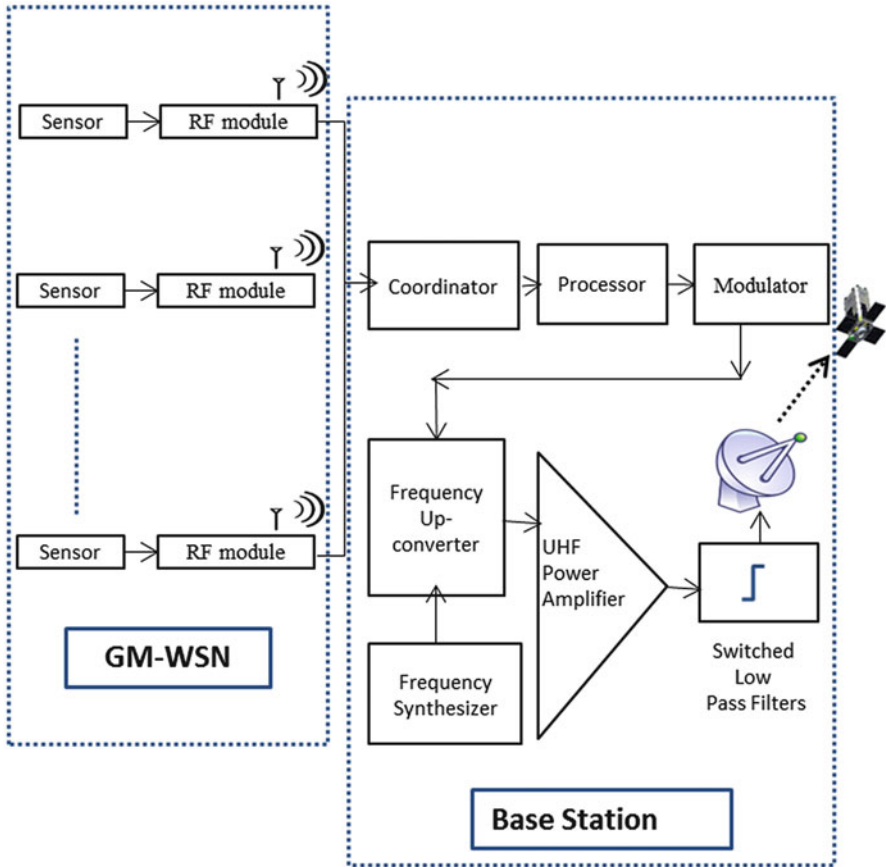 Sensor
RF module
Sensor
RF module
Sensor
RF module
GM-WSN
Coordinator
Processor
Modulator
Frequency
Up-
converter
UHF
Power
Amplifier
Frequency
Synthesizer
Switched
Low
Pass Filters
Base Station